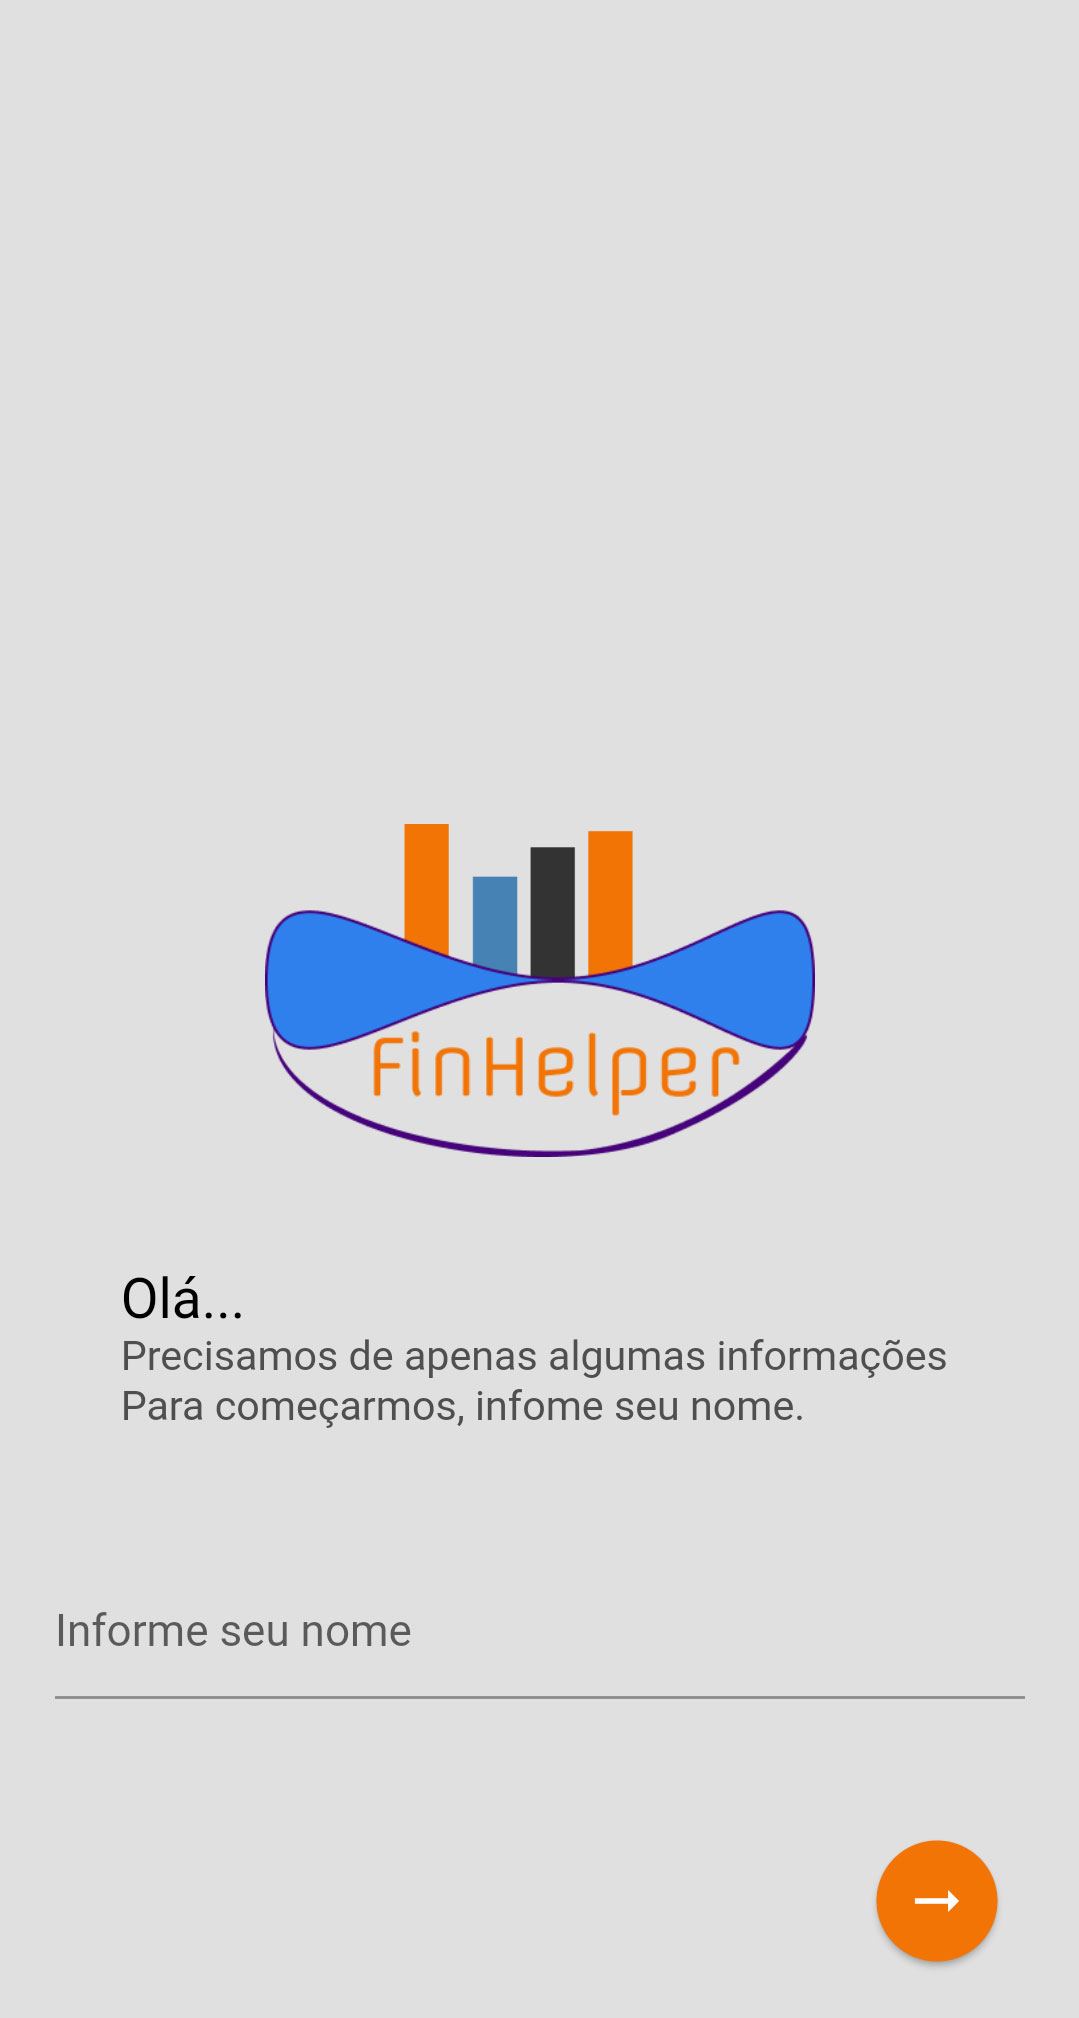 FinHelper
Olá...
Precisamos de apenas algumas informações
Para começarmos, infome seu nome.
Informe seu nome